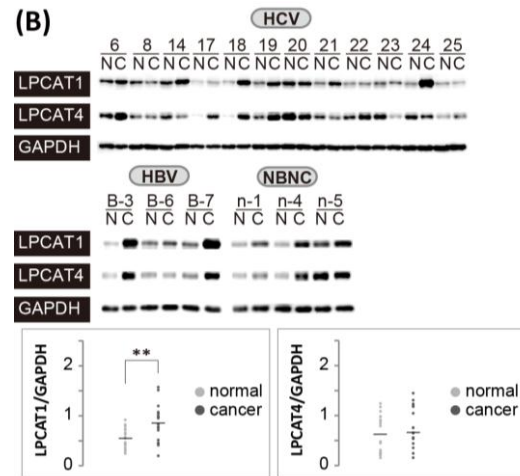 (B)
HCV
6 8 14 17 18 19 20 21 22 23 24 25
N C N C N C N C N C N C N C N C N C N C N C N C
LPCAT1
LPCAT4
GAPDH
HBV NBNC
B-3 B-6 B-7 n-1 n-4 n-5
N C N C N C N C N C N C
LPCAT1
LPCAT4
GAPDH
LPCAT1/GAPDH
2
1
0
**
normal
cancer
LPCAT4/GAPDH
2
1
0
normal
cancer